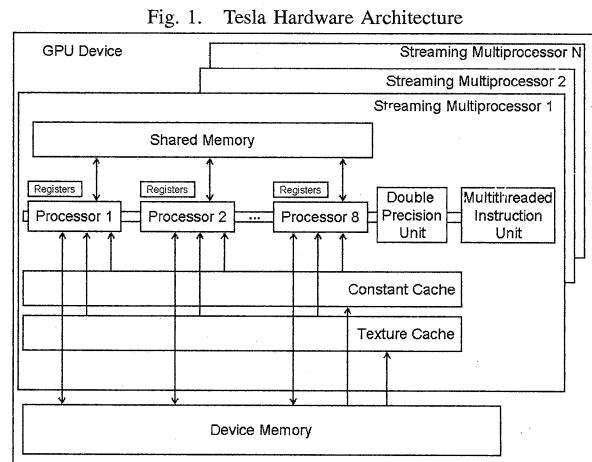 Fig. 1. Tesla Hardware Architecture
GPU Device
Streaming Multiprocessor N
Streaming Multiprocessor 2
Streaming Multiprocessor 1
Shared Memory
Registers
Registers
Registers
Processor 1
Processor 2
...
Processor 8
Double
Precision
Unit
Multithreaded
Instruction
Unit
Constant Cache
Texture Cache
Device Memory